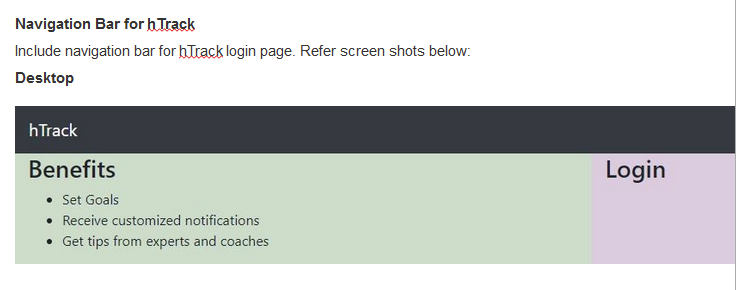 Navigation Bar for hTrack
Include navigation bar for hTrack login page. Refer screen shots below:
Desktop
hTrack
Benefits
Login
Set Goals
Receive customized notifications
Get tips from experts and coaches